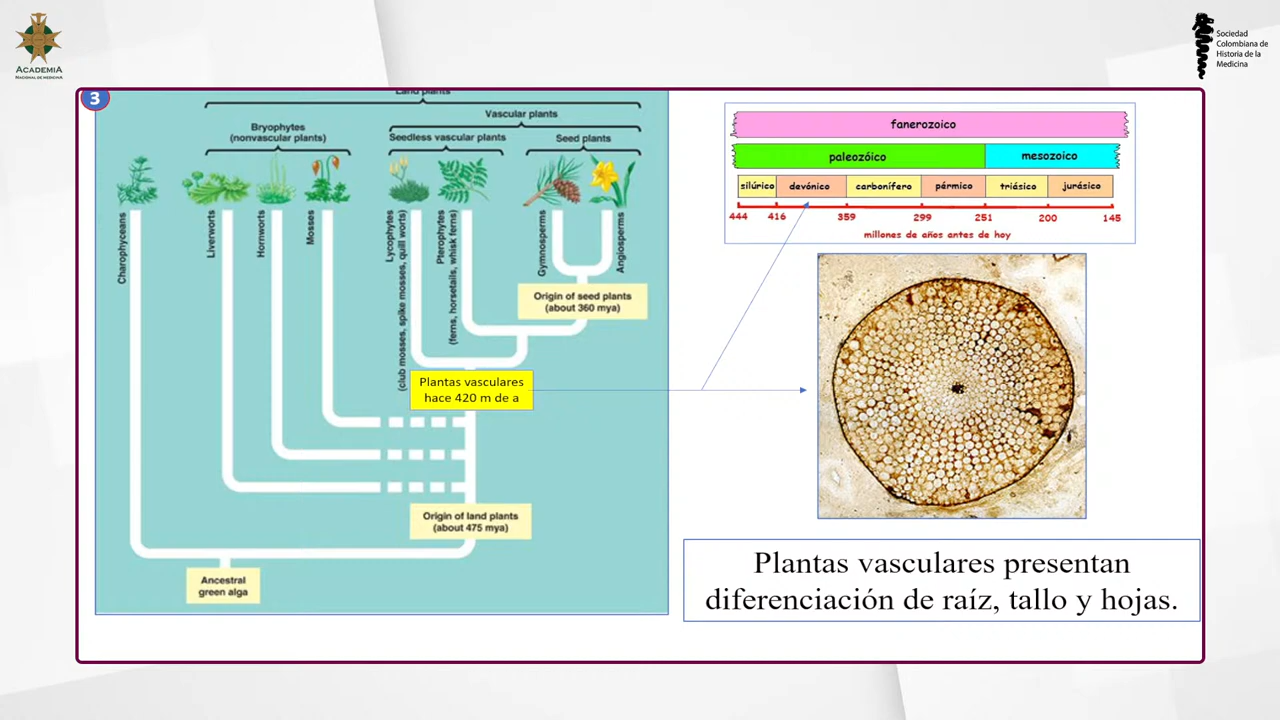 ACADEMIA
NACIONAL DE MEDICINA
Sociedad
Colombiana de
Historia de la
Medicina
3
Land plants
Vascular plants
Bryophytes
(nonvascular plants)
Seedless vascular plants
Seed plants
Charophyceans
Liverworts
Hornworts
Mosses
Lycophytes
(club mosses, spike mosses, quill worts)
Pterophytes
(ferns, horsetails, whisk ferns)
Gymnosperms
Angiosperms
Origin of seed plants
(about 360 mya)
Plantas vasculares
hace 420 m de a
Origin of land plants
(about 475 mya)
Ancestral
green alga
fanerozoico
paleozóico mesozoico
silúrico devónico carbonífero pérmico triásico jurásico
444 416 359 299 251 200 145
millones de años antes de hoy
Plantas vasculares presentan
diferenciación de raíz, tallo y hojas.